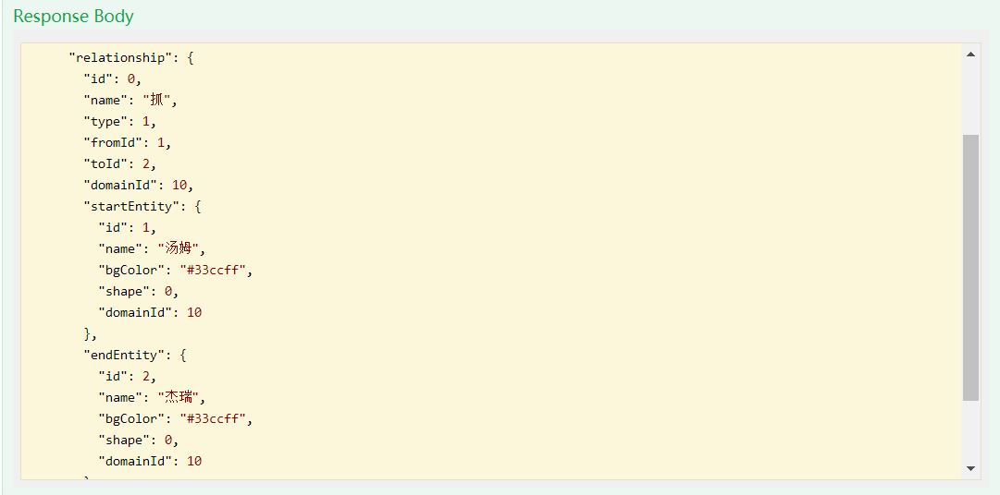 Response Body
"relationship": {
"id": 0,
"name": "抓",
"type": 1,
"fromId": 1,
"toId": 2,
"domainId": 10,
"startEntity": {
"id": 1,
"name": "汤姆",
"bgColor": "#33ccff",
"shape": 0,
"domainId": 10
},
"endEntity": {
"id": 2,
"name": "杰瑞",
"bgColor": "#33ccff",
"shape": 0,
"domainId": 10